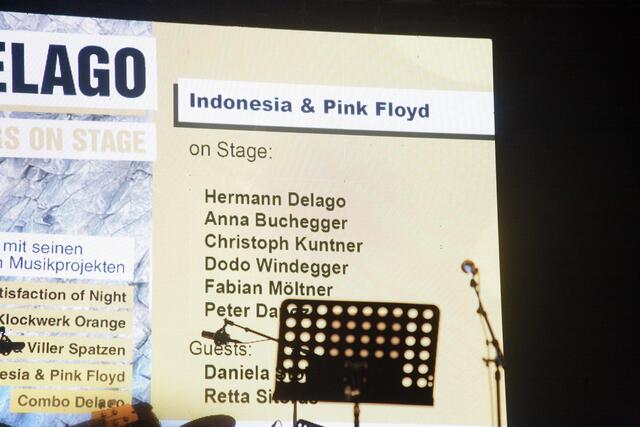 ELAGO
RS ON STAGE
mit seinen
Musikprojekten
tisfaction of Night
Klockwerk Orange
Viller Spatzen
esia & Pink Floyd
Combo Delago
Indonesia & Pink Floyd
on Stage:
Hermann Delago
Anna Buchegger
Christoph Kuntner
Dodo Windegger
Fabian Möltner
Peter
Guests:
Daniela
Retta